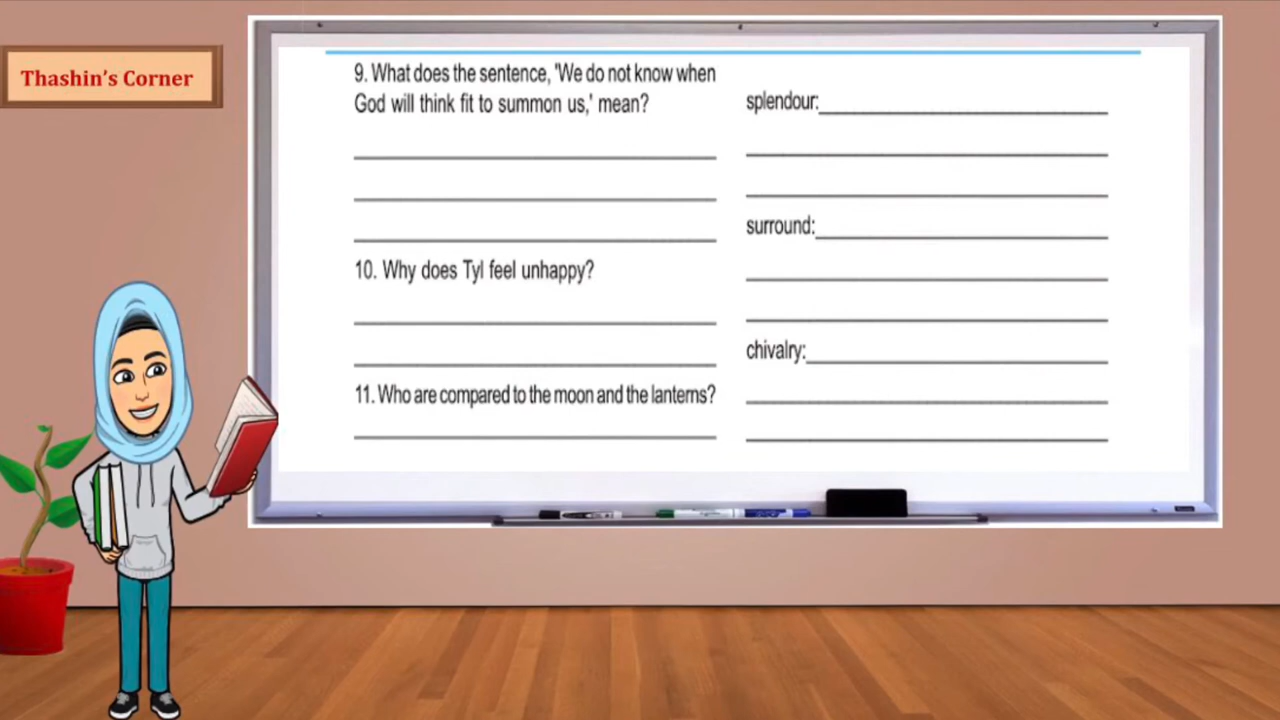 Thashin's Corner
9. What does the sentence, 'We do not know when
God will think fit to summon us,' mean?
10. Why does Tyl feel unhappy?
11. Who are compared to the moon and the lanterns?
splendour:
surround:
chivalry: